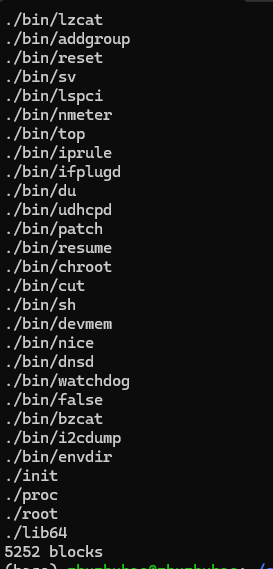 ./bin/lzcat
./bin/addgroup
./bin/reset
./bin/sv
./bin/lspci
./bin/nmeter
./bin/top
./bin/iprule
./bin/ifplugd
./bin/du
./bin/udhcpd
./bin/patch
./bin/resume
./bin/chroot
./bin/cut
./bin/sh
./bin/devmem
./bin/nice
./bin/dnsd
./bin/watchdog
./bin/false
./bin/bzcat
./bin/i2cdump
./bin/envdir
./init
./proc
./root
./lib64
5252 blocks